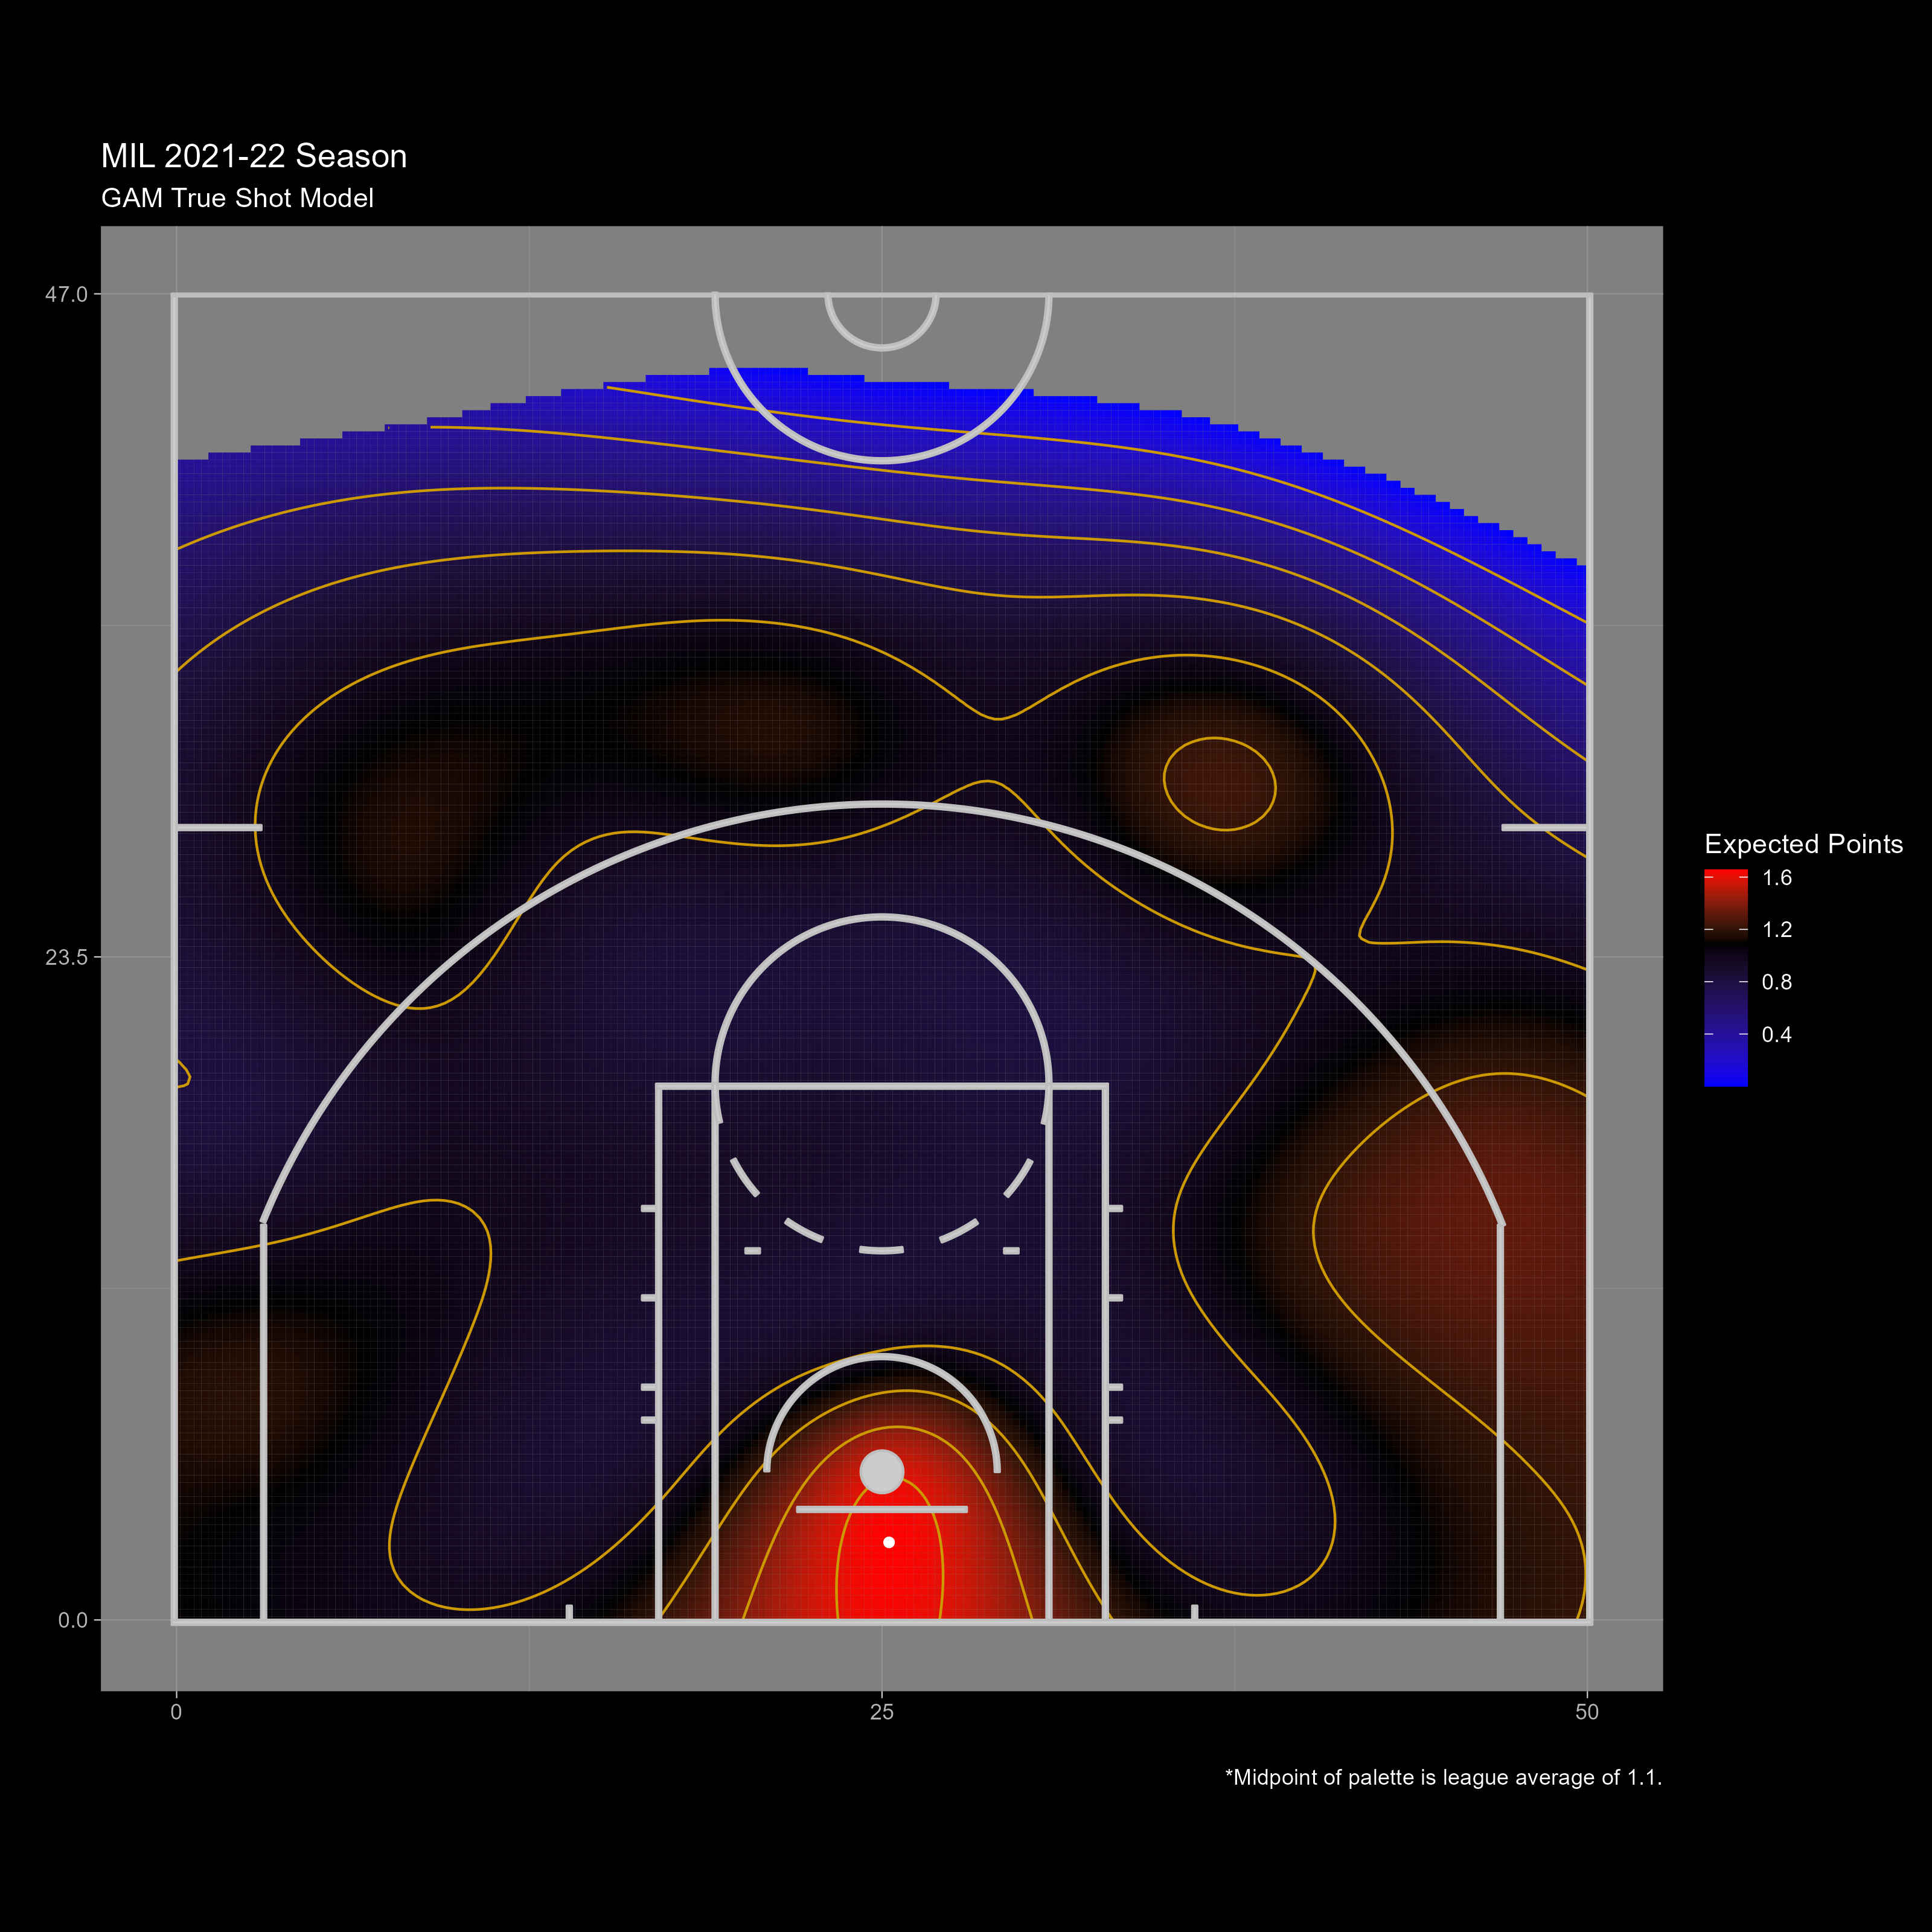 MIL 2021-22 Season
GAM True Shot Model
47.0
23.5
0.0
0
25
50
Expected Points
1.6
1.2
0.8
0.4
*Midpoint of palette is league average of 1.1.